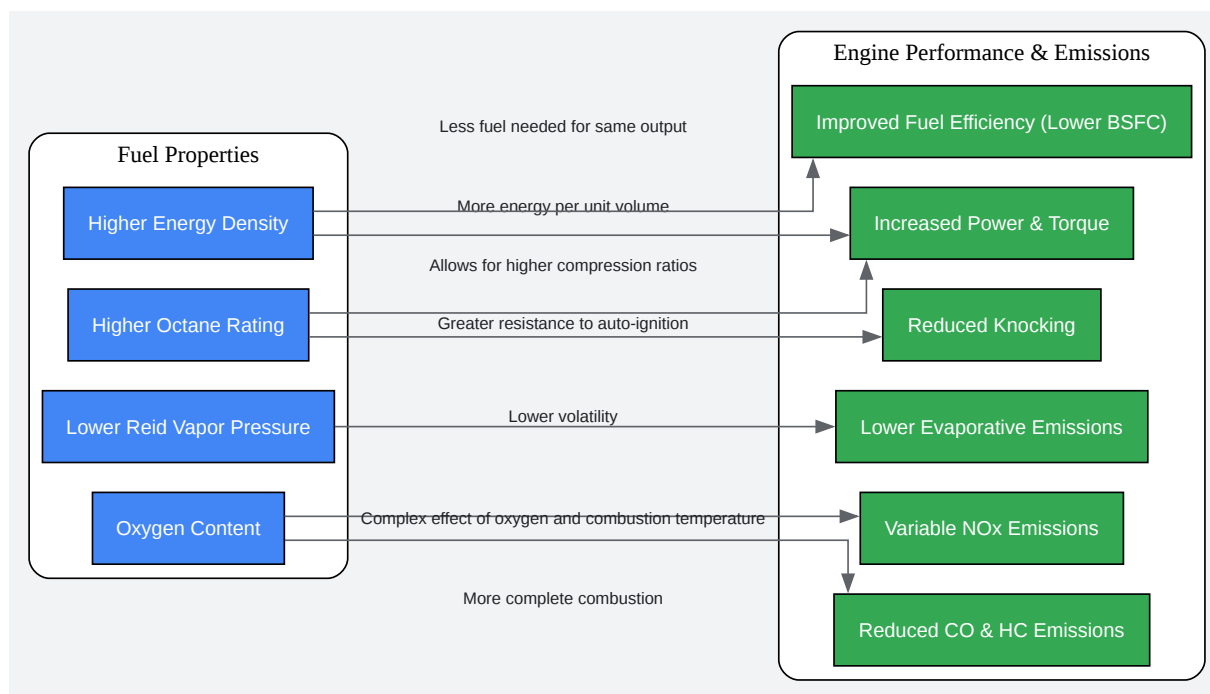 Engine Performance & Emissions
Improved Fuel Efficiency (Lower BSFC)
Less fuel needed for same output
Fuel Properties
Higher Energy Density
More energy per unit volume
Increased Power & Torque
Allows for higher compression ratios
Higher Octane Rating
Greater resistance to auto-ignition
Reduced Knocking
Lower Reid Vapor Pressure
Lower volatility
Lower Evaporative Emissions
Oxygen Content
Complex effect of oxygen and combustion temperature
Variable NOx Emissions
More complete combustion
Reduced CO & HC Emissions